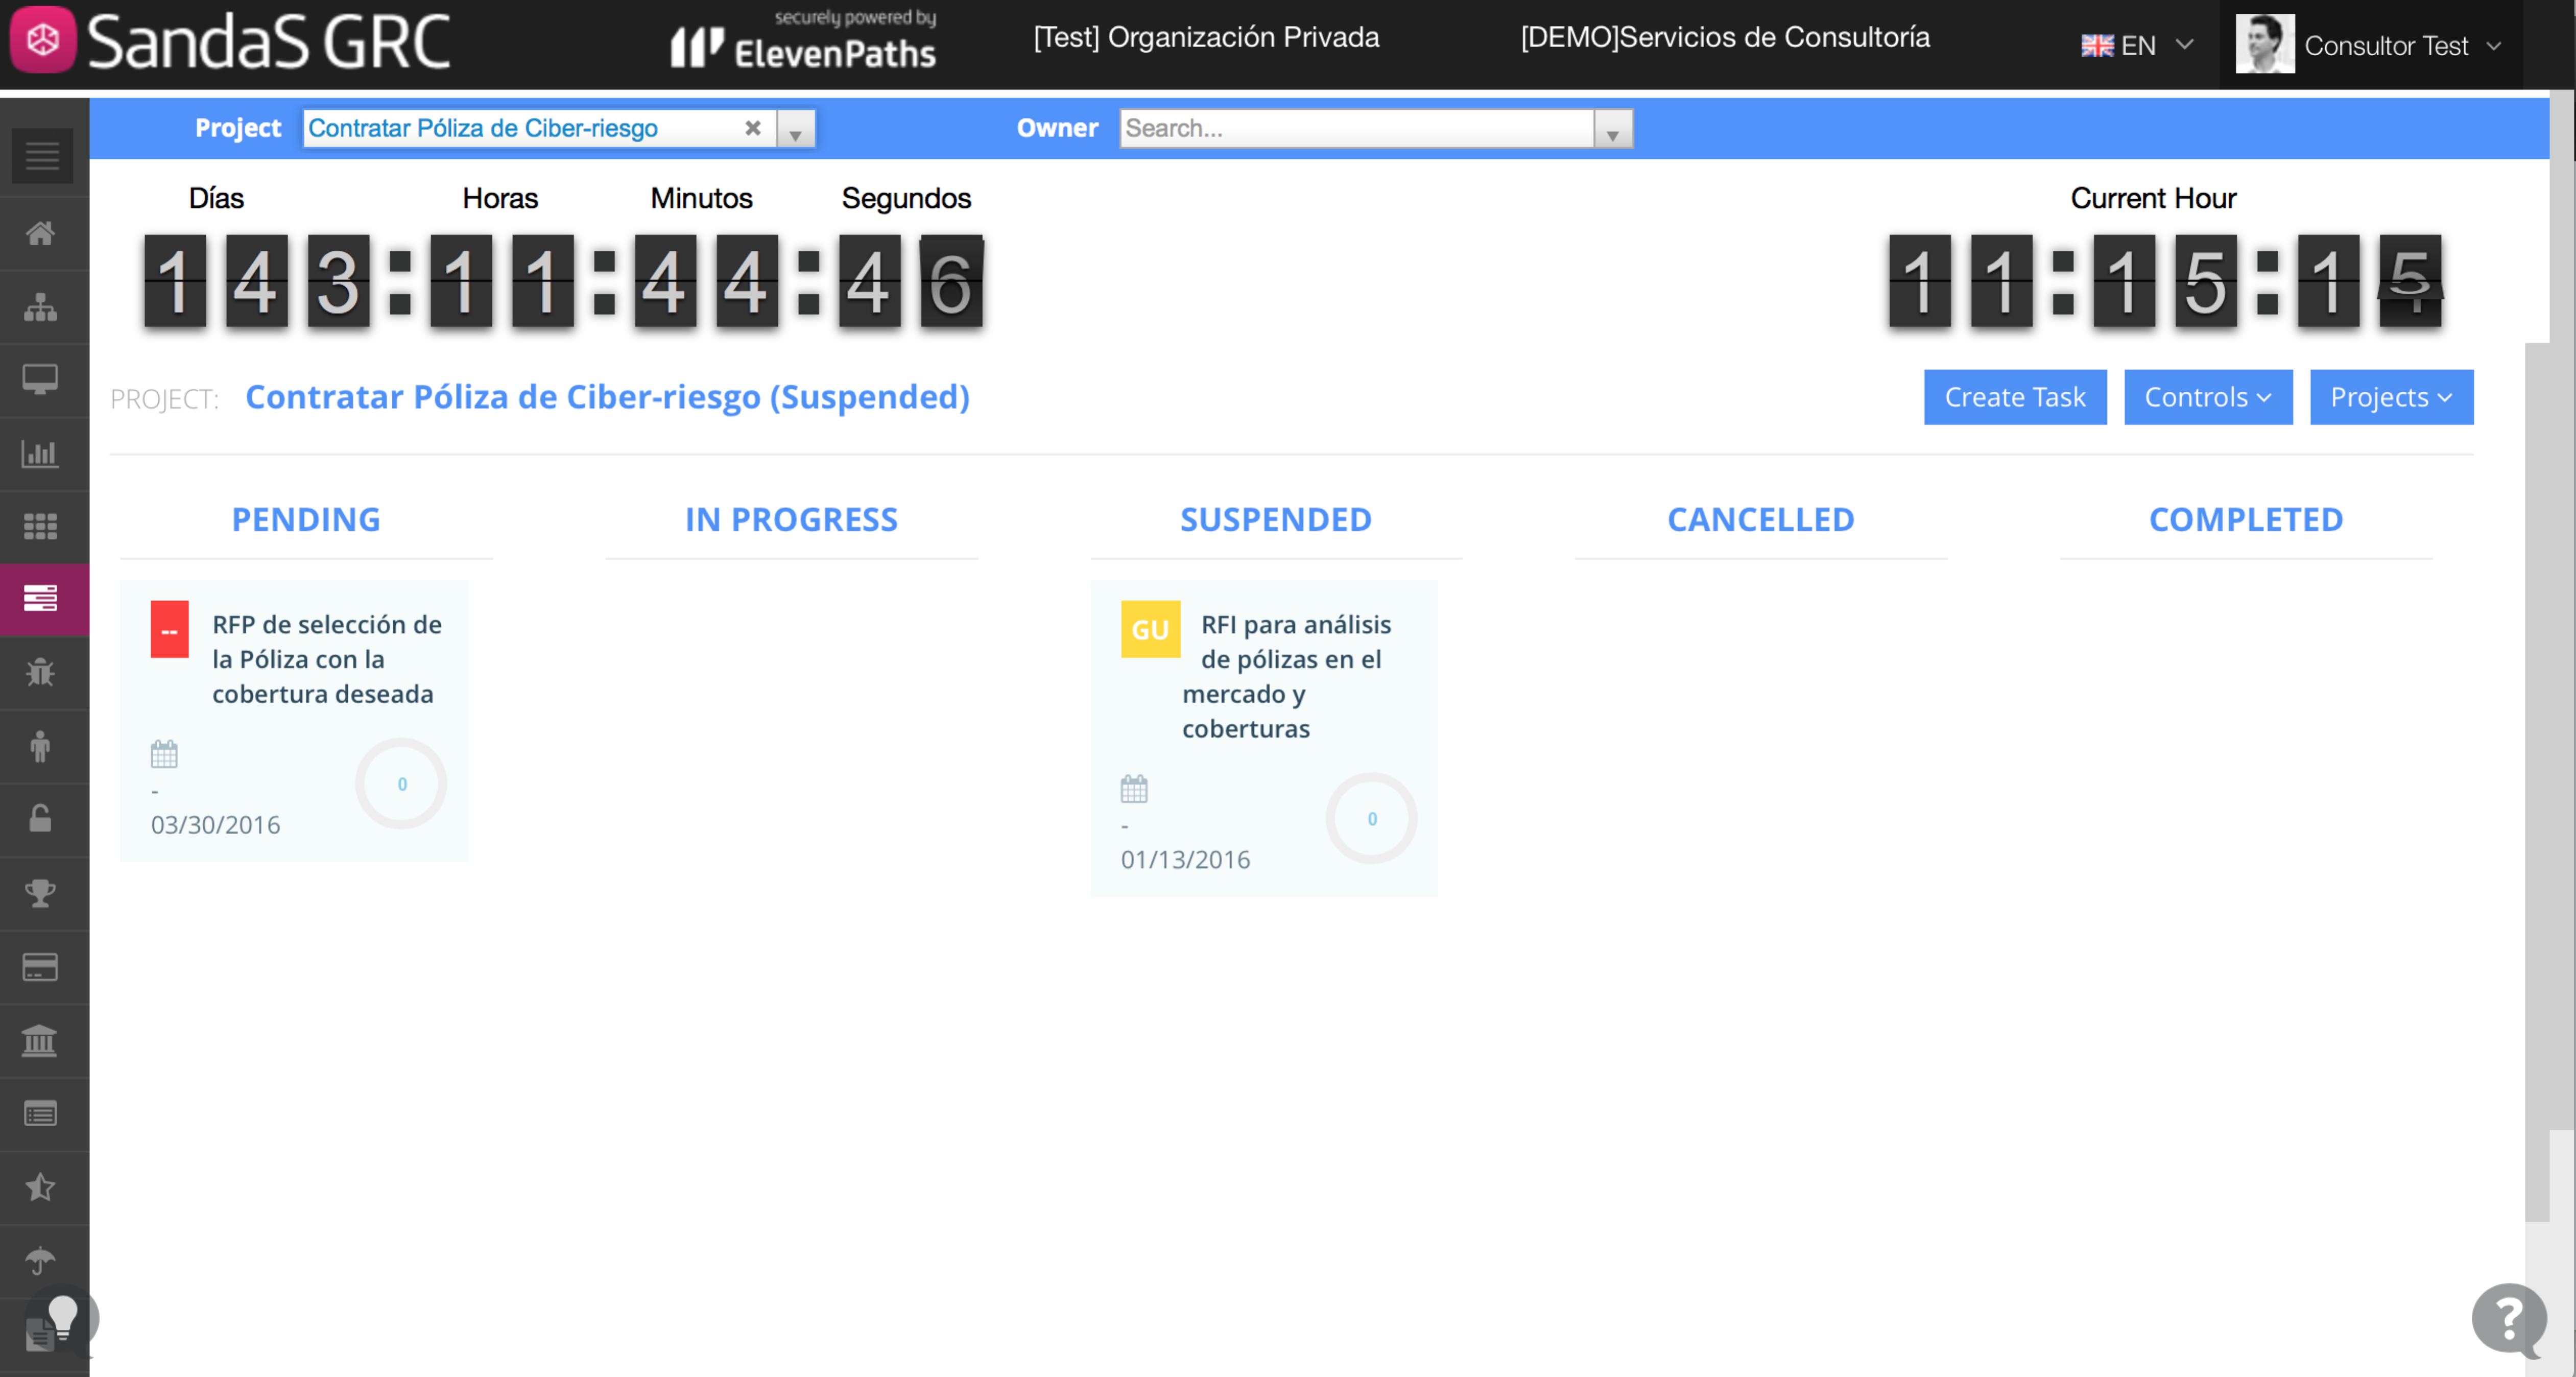 SandaS GRC
securely powered by
ElevenPaths
[Test] Organización Privada
[DEMO]Servicios de Consultoría
EN
Consultor Test
Project
Contratar Póliza de Ciber-riesgo
Owner
Search...
Días
Horas
Minutos
Segundos
Current Hour
143:11:44:46
11:15:15
PROJECT: Contratar Póliza de Ciber-riesgo (Suspended)
Create Task
Controls
Projects
PENDING
IN PROGRESS
SUSPENDED
CANCELLED
COMPLETED
--
RFP de selección de
la Póliza con la
cobertura deseada
-
03/30/2016
0
GU
RFI para análisis
de pólizas en el
mercado y
coberturas
-
01/13/2016
0
?